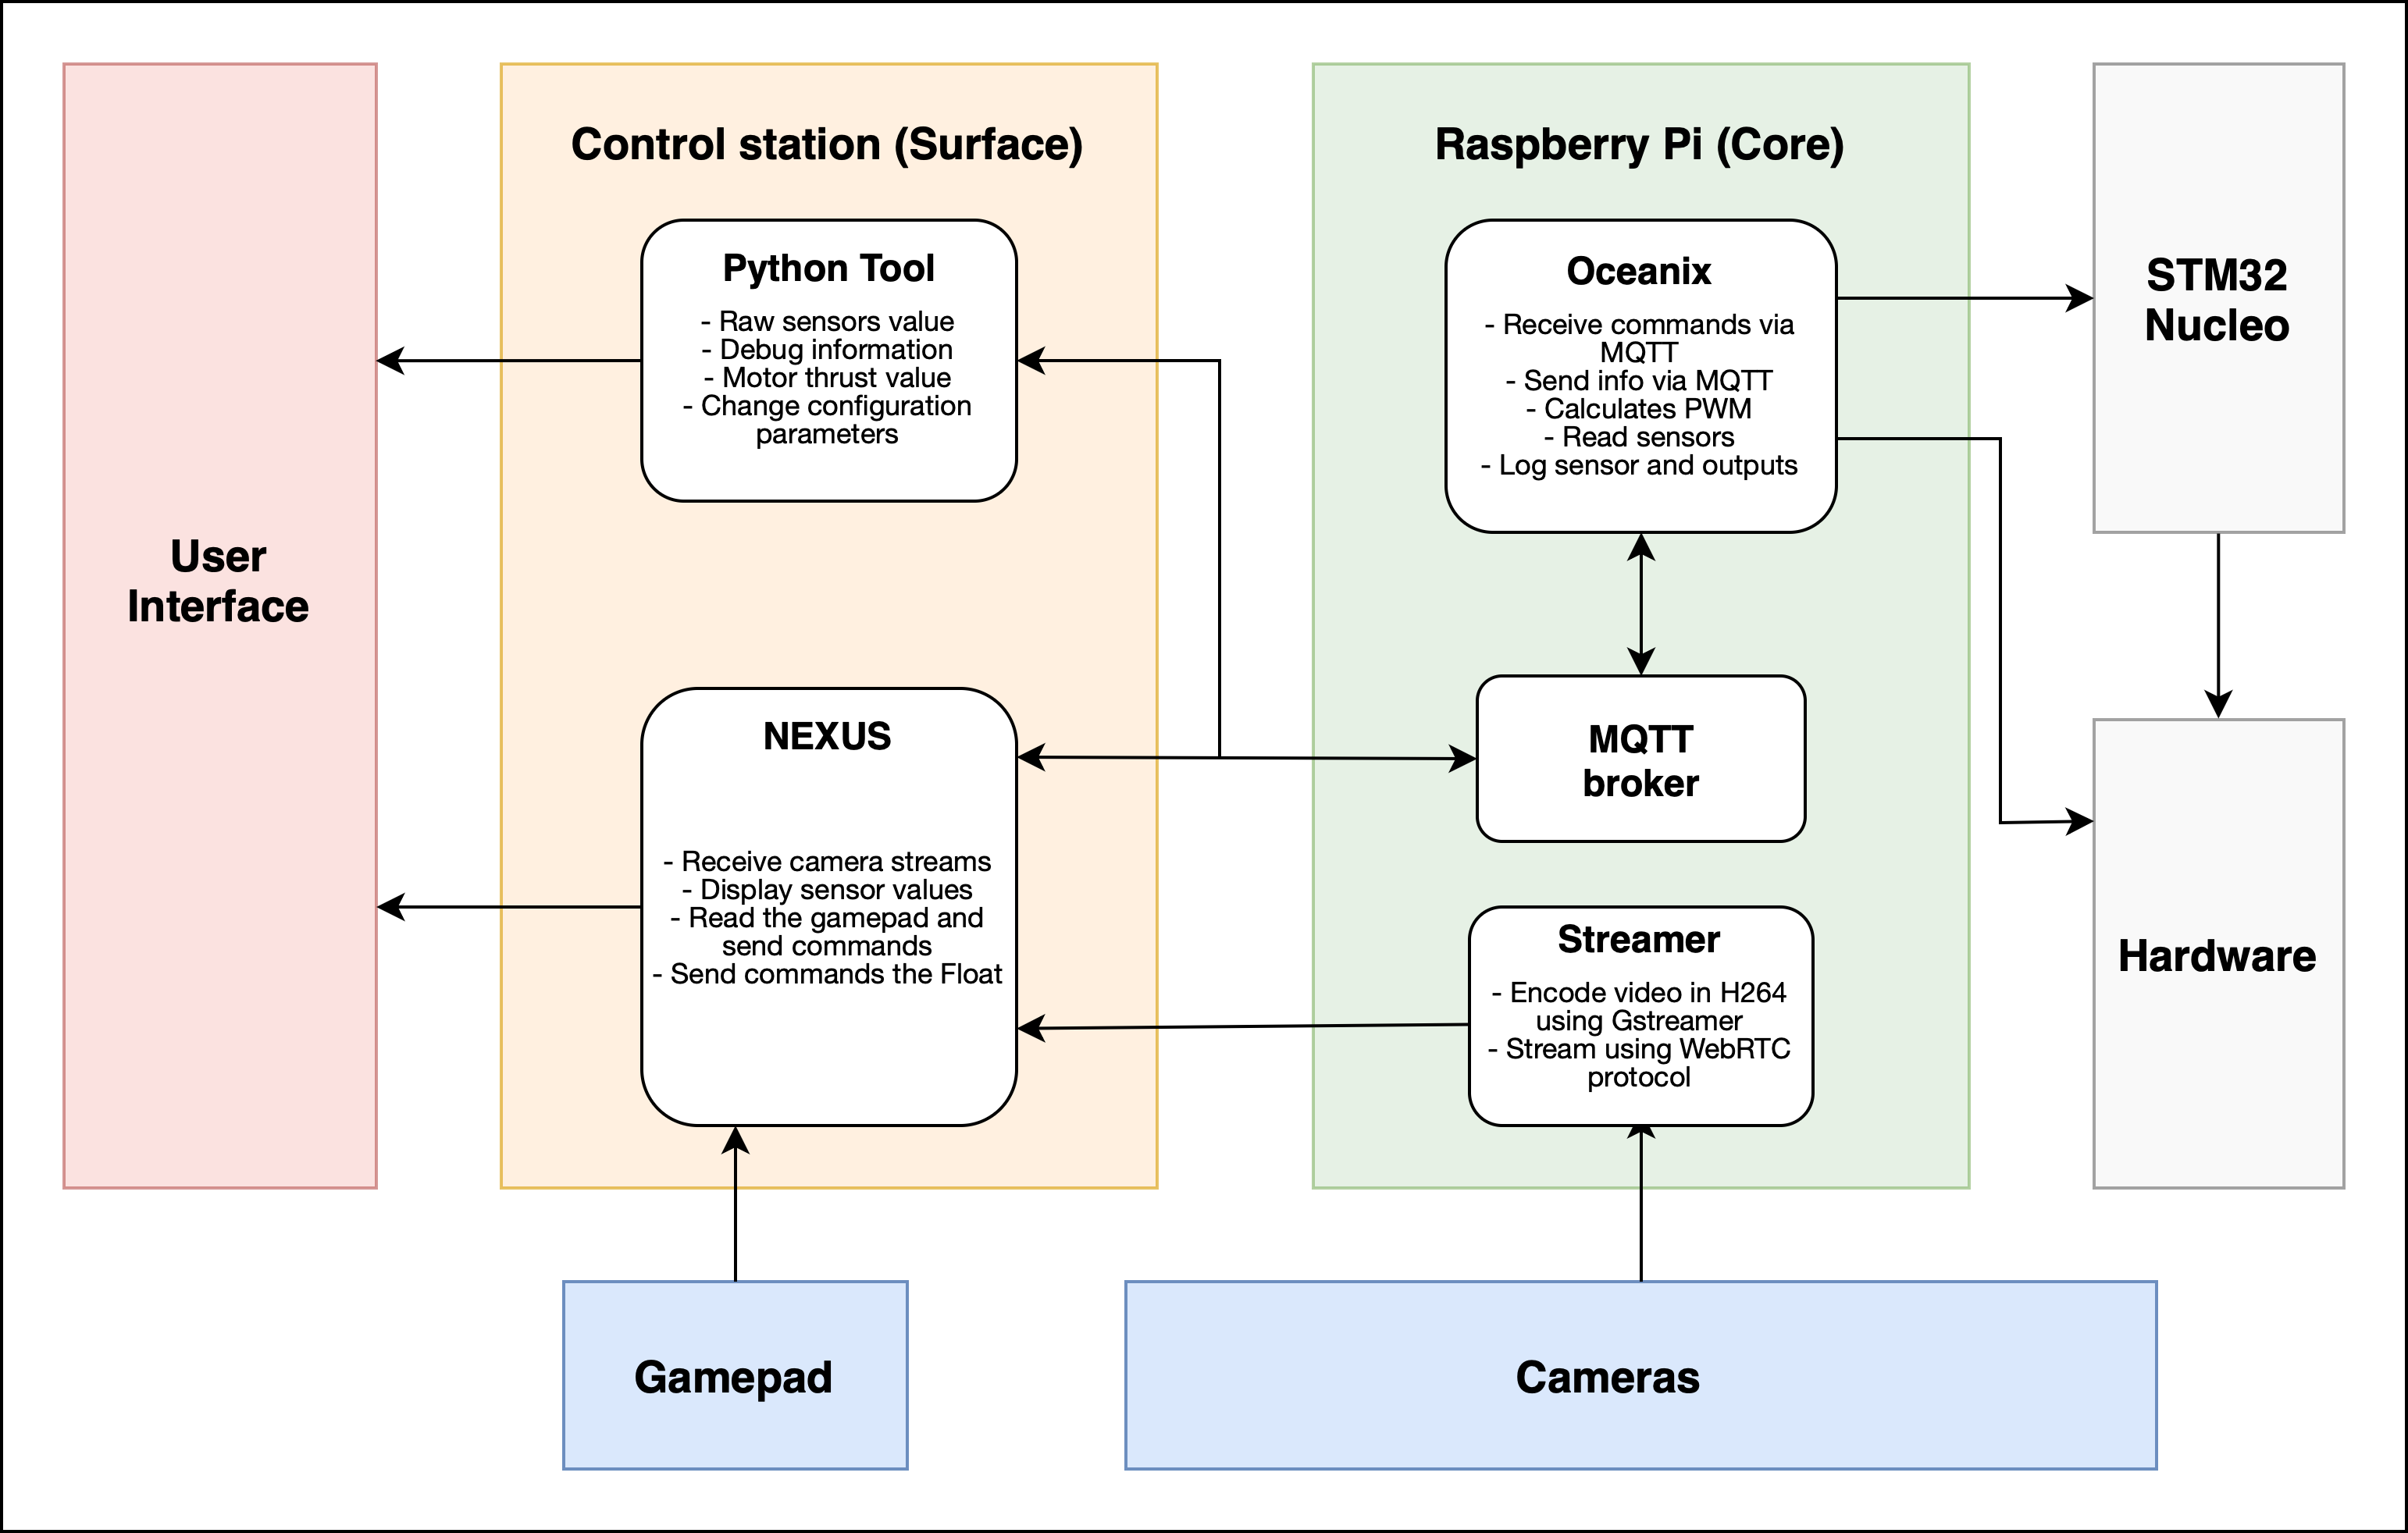 User
Interface
Control station (Surface)
Python Tool
- Raw sensors value
- Debug information
- Motor thrust value
- Change configuration
parameters
NEXUS
- Receive camera streams
- Display sensor values
- Read the gamepad and
send commands
- Send commands the Float
Raspberry Pi (Core)
Oceanix
- Receive commands via
MQTT
- Send info via MQTT
- Calculates PWM
- Read sensors
- Log sensor and outputs
MQTT
broker
Streamer
- Encode video in H264
using Gstreamer
- Stream using WebRTC
protocol
STM32
Nucleo
Hardware
Gamepad
Cameras